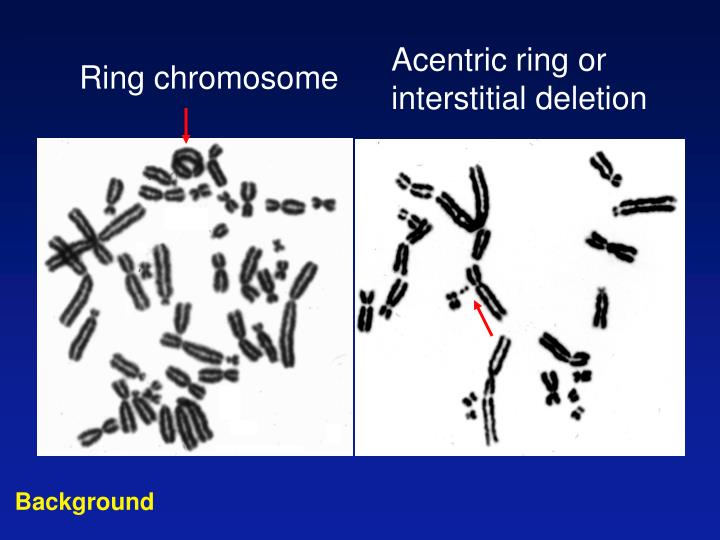 Ring chromosome
Acentric ring or
interstitial deletion
Background